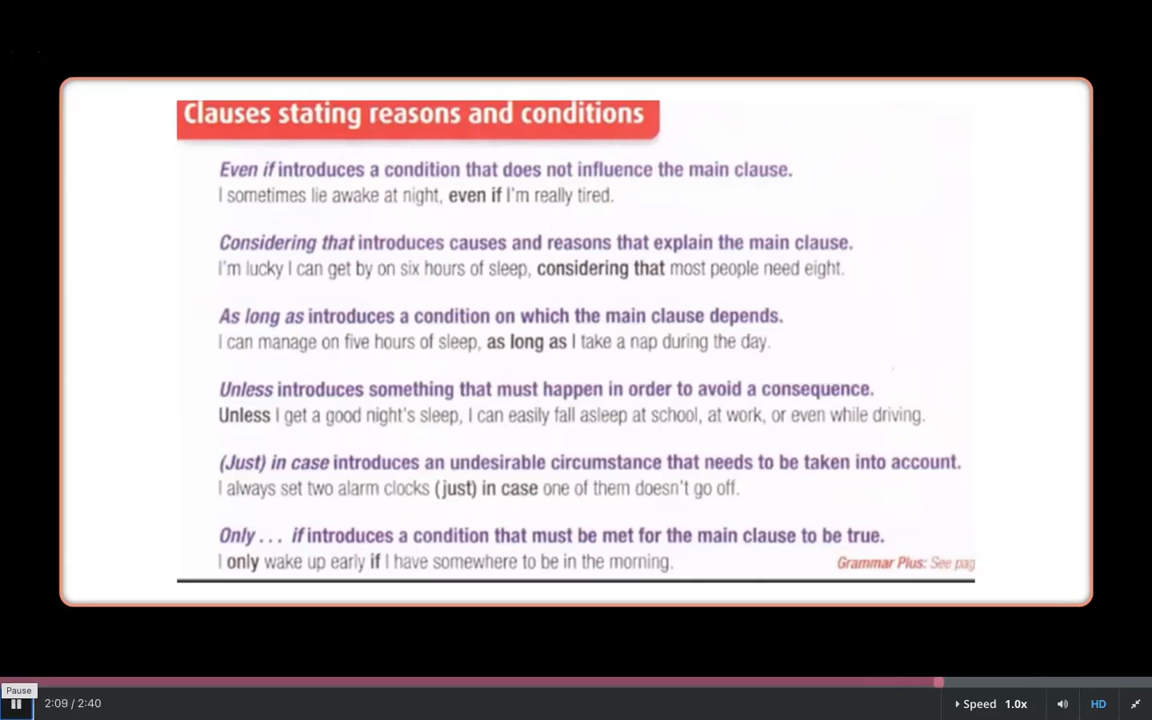 Clauses stating reasons and conditions
Even if introduces a condition that does not influence the main clause.
I sometimes lie awake at night, even if I'm really tired.
Considering that introduces causes and reasons that explain the main clause.
I'm lucky I can get by on six hours of sleep, considering that most people need eight.
As long as introduces a condition on which the main clause depends.
I can manage on five hours of sleep, as long as I take a nap during the day.
Unless introduces something that must happen in order to avoid a consequence.
Unless I get a good night's sleep, I can easily fall asleep at school, at work, or even while driving.
(Just) in case introduces an undesirable circumstance that needs to be taken into account.
I always set two alarm clocks (just) in case one of them doesn't go off.
Only . . . if introduces a condition that must be met for the main clause to be true.
I only wake up early if I have somewhere to be in the morning.
Grammar Plus: See pag
Pause
2:09 / 2:40
Speed 1.0x
HD